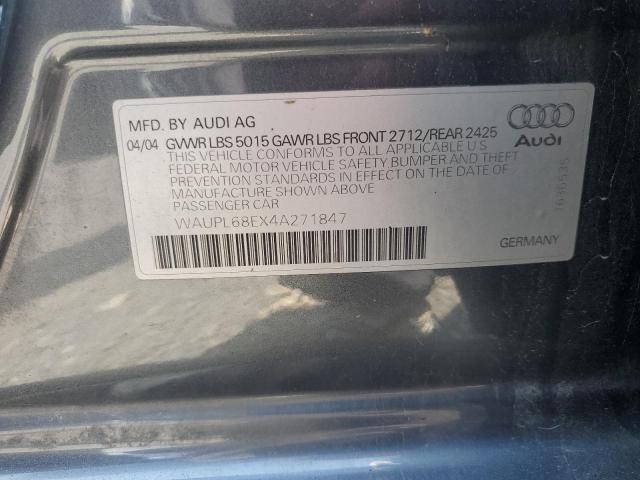 MFD. BY AUDI AG
04/04 GVWR LBS 5015 GAWR LBS FRONT 2712/REAR 2425
THIS VEHICLE CONFORMS TO ALL APPLICABLE U.S
FEDERAL MOTOR VEHICLE SAFETY, BUMPER AND THEFT
PREVENTION STANDARDS IN EFFECT ON THE DATE OF
MANUFACTURE SHOWN ABOVE
PASSENGER CAR
WAUPL68EX4A271847
Audi
GERMANY